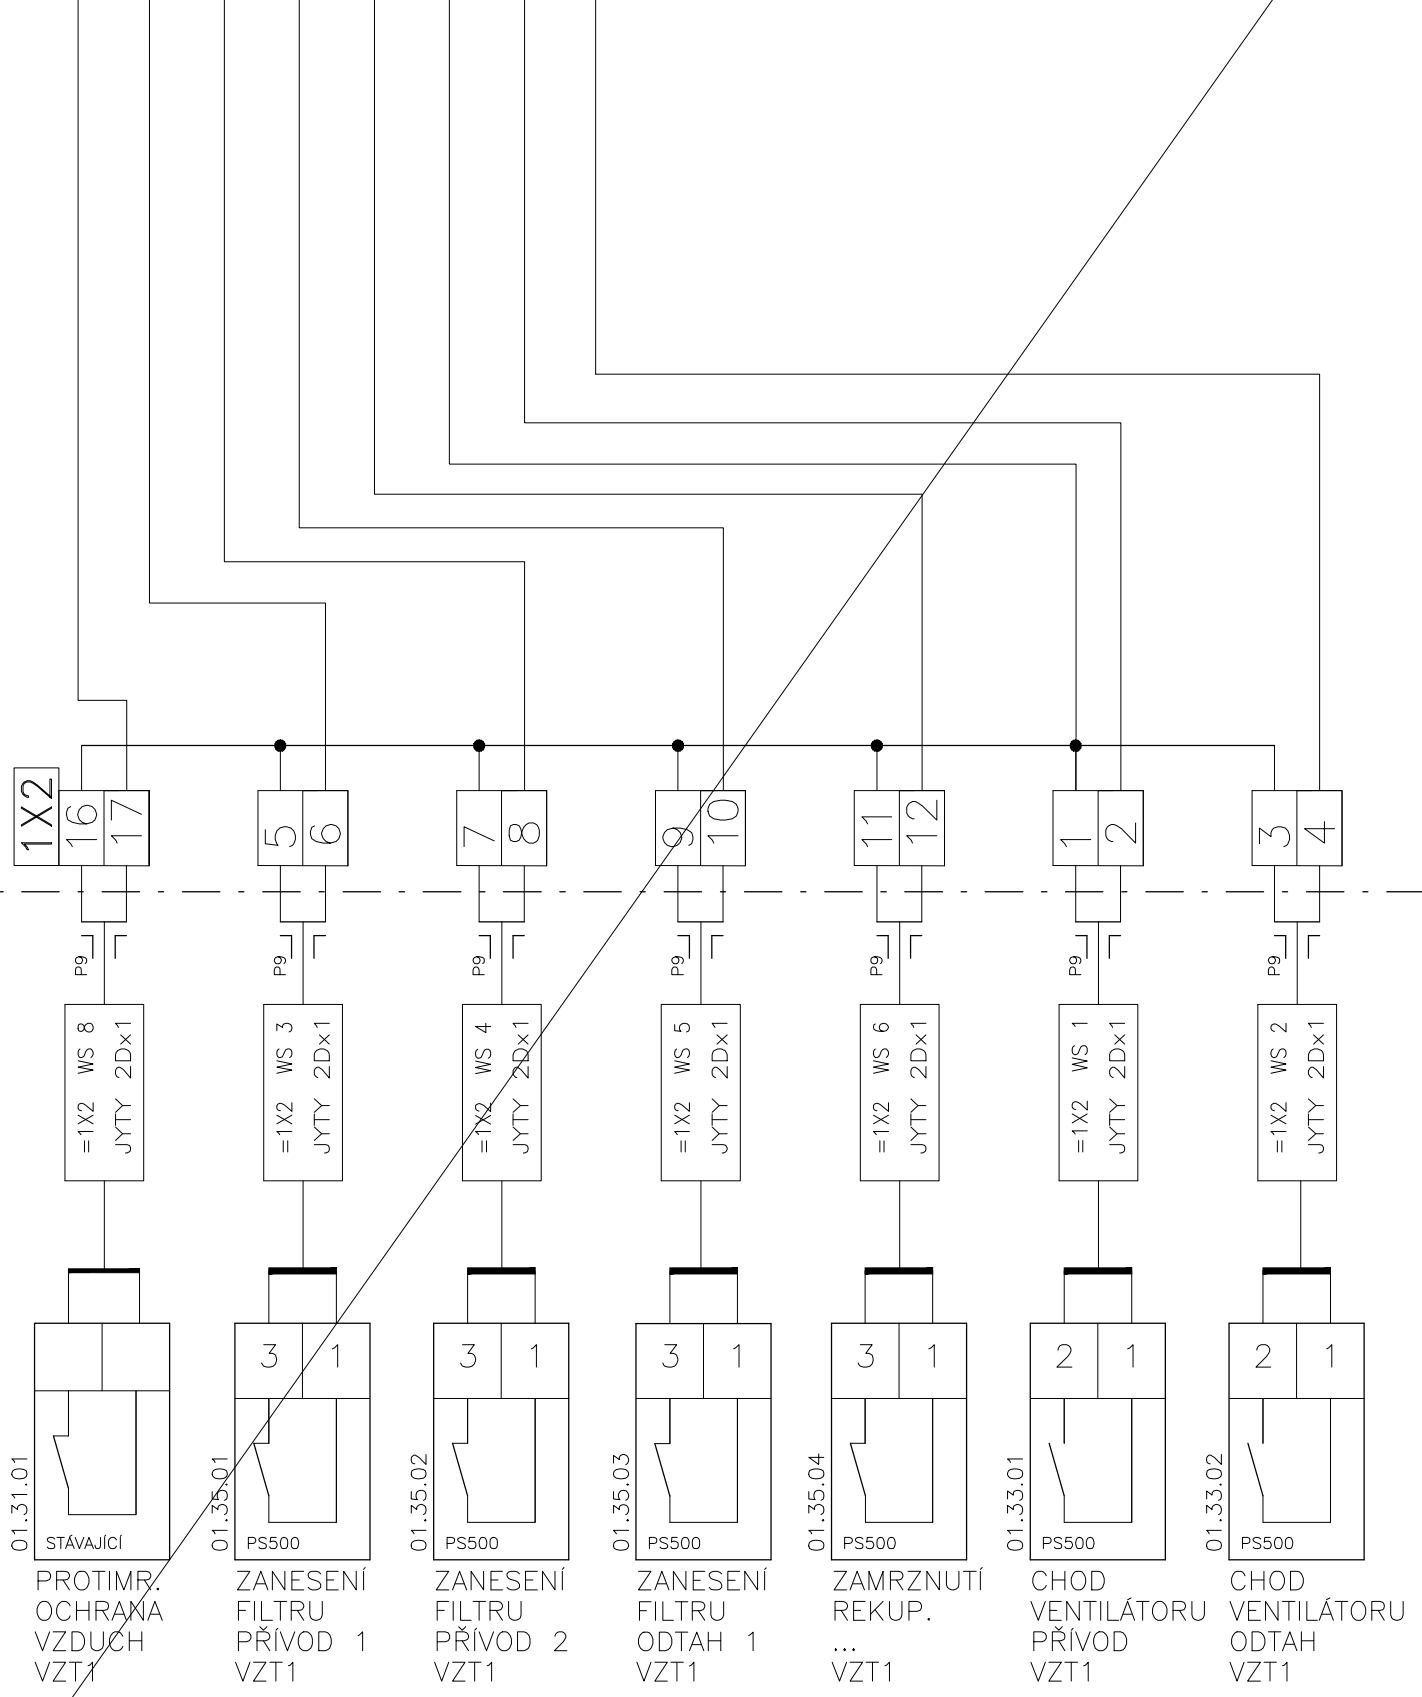 1X2
16 17
5 6
7 8
9 10
11 12
1 2
3 4
P9
P9
P9
P9
P9
P9
P9
=1X2 WS 8
JYTY 2Dx1
=1X2 WS 3
JYTY 2Dx1
=1X2 WS 4
JYTY 2Dx1
=1X2 WS 5
JYTY 2Dx1
=1X2 WS 6
JYTY 2Dx1
=1X2 WS 1
JYTY 2Dx1
=1X2 WS 2
JYTY 2Dx1
01.31.01
STÁVAJÍCÍ
PROTIMR.
OCHRANA
VZDUCH
VZT1
3 1
01.35.01
PS500
ZANESENÍ
FILTRU
PŘÍVOD 1
VZT1
3 1
01.35.02
PS500
ZANESENÍ
FILTRU
PŘÍVOD 2
VZT1
3 1
01.35.03
PS500
ZANESENÍ
FILTRU
ODTAH 1
VZT1
3 1
01.35.04
PS500
ZAMRZNUTÍ
REKUP.
...
VZT1
2 1
01.33.01
PS500
CHOD
VENTILÁTORU
PŘÍVOD
VZT1
2 1
01.33.02
PS500
CHOD
VENTILÁTORU
ODTAH
VZT1